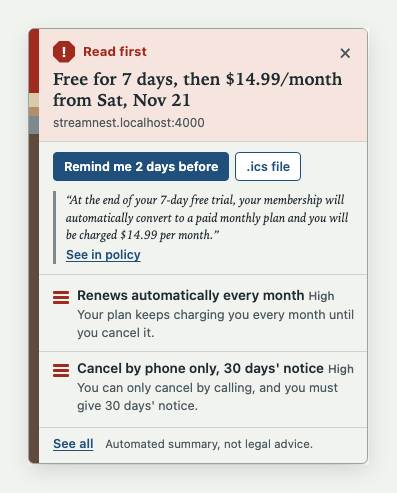 ! Read first ×
Free for 7 days, then $14.99/month
from Sat, Nov 21
streamnest.localhost:4000
Remind me 2 days before .ics file
“At the end of your 7-day free trial, your membership will
automatically convert to a paid monthly plan and you will
be charged $14.99 per month.”
See in policy
Renews automatically every month High
Your plan keeps charging you every month until
you cancel it.
Cancel by phone only, 30 days' notice High
You can only cancel by calling, and you must
give 30 days' notice.
See all Automated summary, not legal advice.